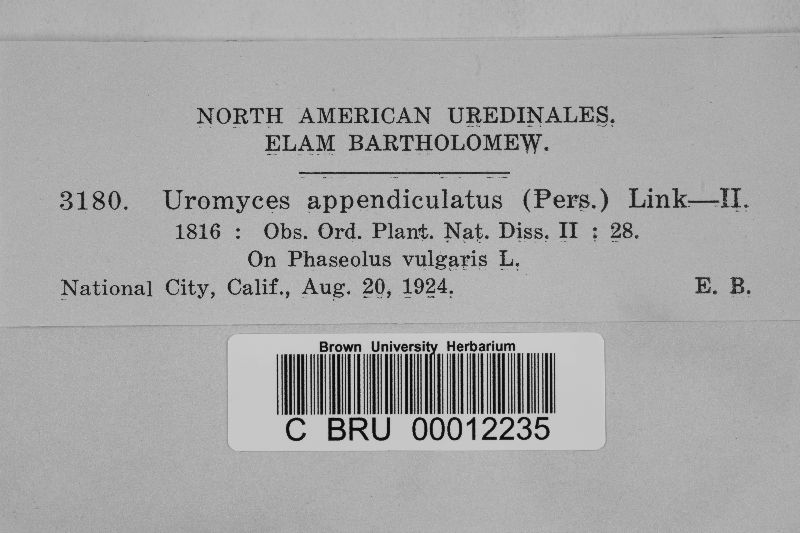 NORTH AMERICAN UREDINALES.
ELAM BARTHOLOMEW.
3180. Uromyces appendiculatus (Pers.) Link—II.
1816 : Obs. Ord. Plant. Nat. Diss. II : 28.
On Phaseolus vulgaris L.
National City, Calif., Aug. 20, 1924. E. B.
Brown University Herbarium
C BRU 00012235